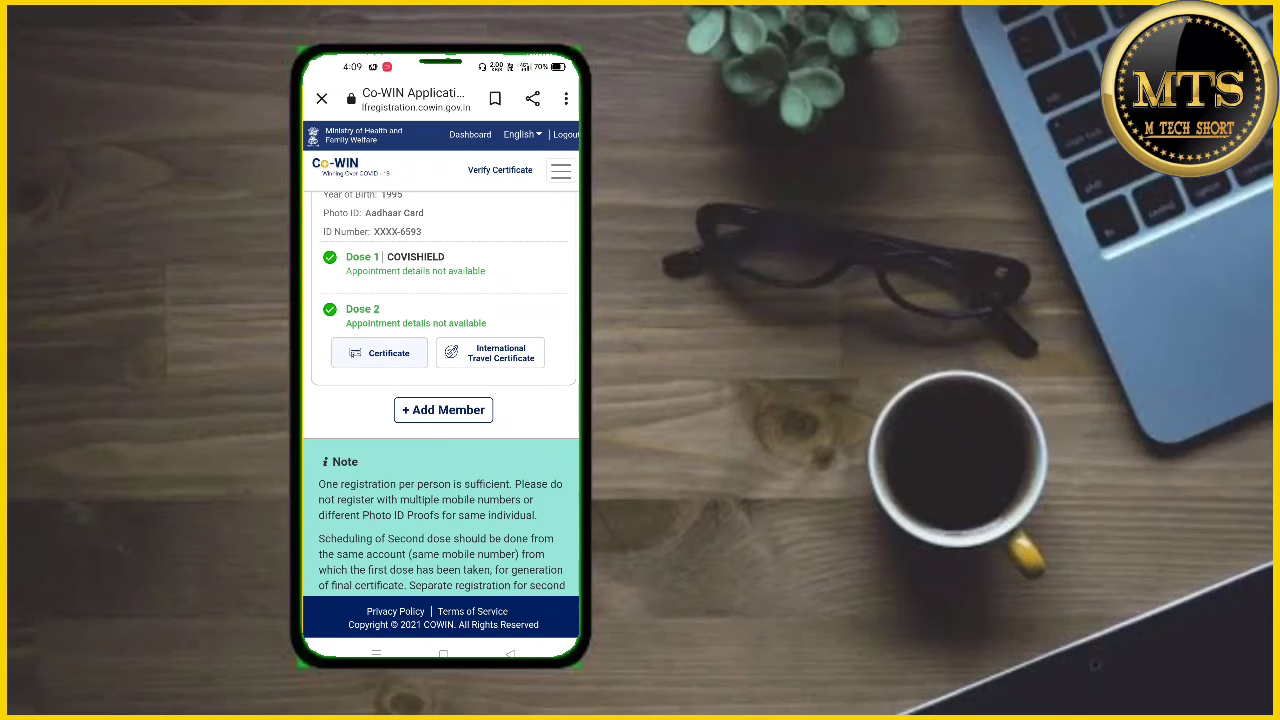 4:09
2.00
70%
Co-WIN Applicati...
lfregistration.cowin.gov.in
Ministry of Health and
Family Welfare
Dashboard
English
Logout
Co-WIN
Winning Over COVID - 19
Verify Certificate
Year of Birth: 1995
Photo ID: Aadhaar Card
ID Number: XXXX-6593
Dose 1 | COVISHIELD
Appointment details not available
Dose 2
Appointment details not available
Certificate
International
Travel Certificate
+ Add Member
i Note
One registration per person is sufficient. Please do
not register with multiple mobile numbers or
different Photo ID Proofs for same individual.
Scheduling of Second dose should be done from
the same account (same mobile number) from
which the first dose has been taken, for generation
of final certificate. Separate registration for second
Privacy Policy | Terms of Service
Copyright © 2021 COWIN. All Rights Reserved
MTS
M TECH SHORT